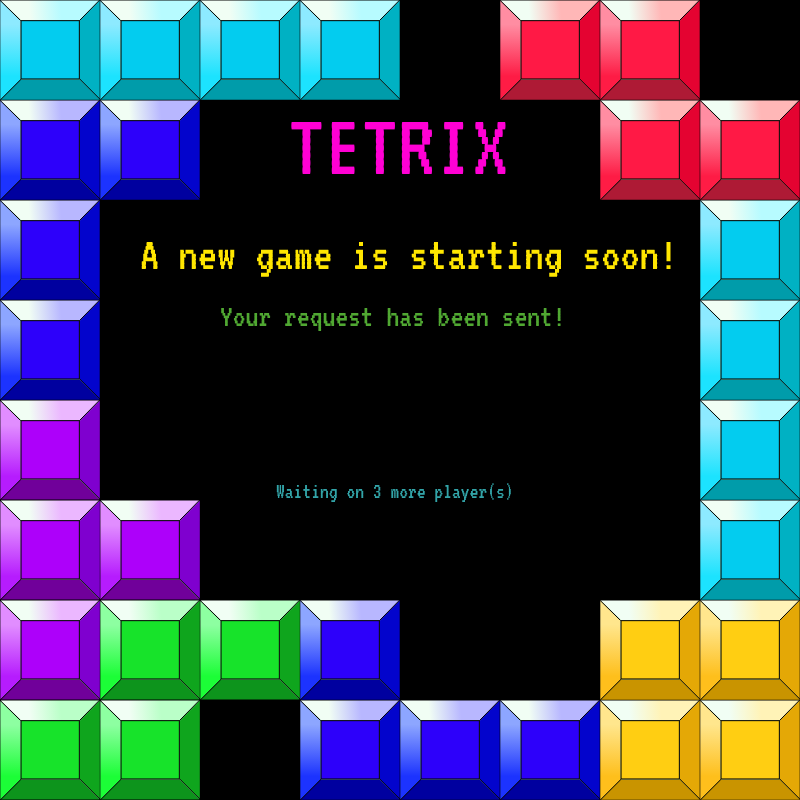 TETRIX
A new game is starting soon!
Your request has been sent!
Waiting on 3 more player(s)